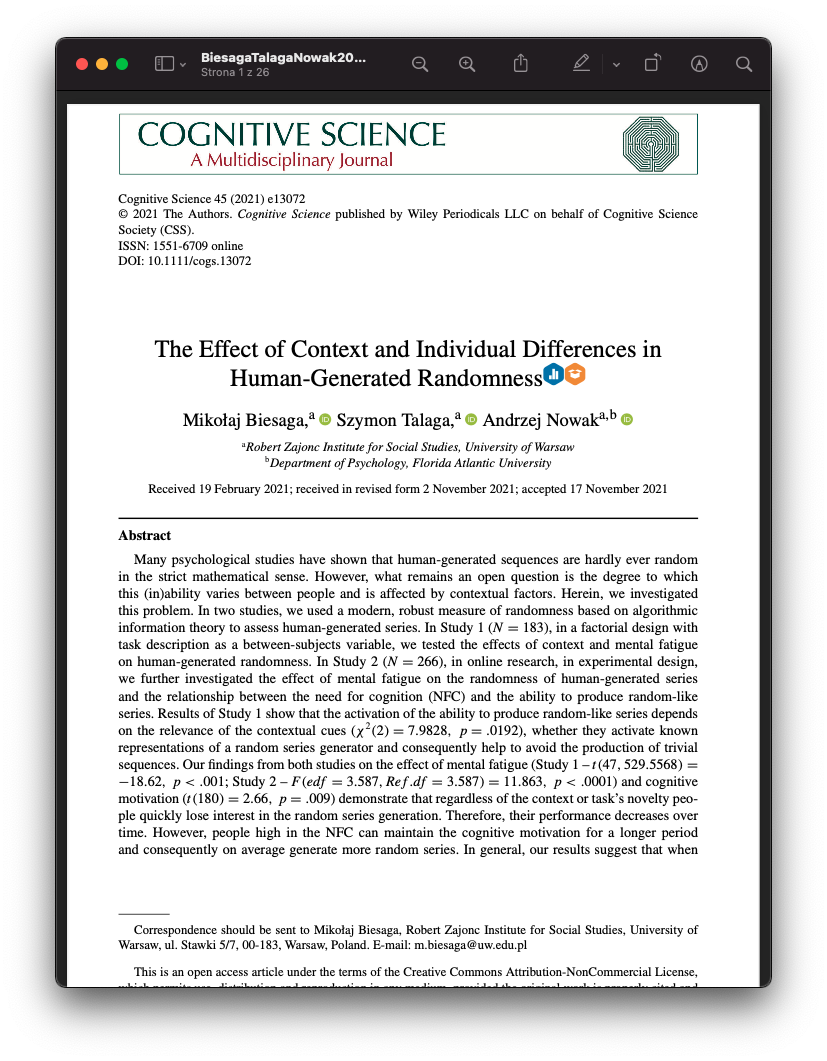 BiesagaTalagaNowak20...
Strona 1 z 26
COGNITIVE SCIENCE
A Multidisciplinary Journal
Cognitive Science 45 (2021) e13072
© 2021 The Authors. Cognitive Science published by Wiley Periodicals LLC on behalf of Cognitive Science
Society (CSS).
ISSN: 1551-6709 online
DOI: 10.1111/cogs.13072
The Effect of Context and Individual Differences in
Human-Generated Randomness
Mikołaj Biesaga,ᵃ iD Szymon Talaga,ᵃ iD Andrzej Nowakᵃ,ᵇ iD
ᵃRobert Zajonc Institute for Social Studies, University of Warsaw
ᵇDepartment of Psychology, Florida Atlantic University
Received 19 February 2021; received in revised form 2 November 2021; accepted 17 November 2021
Abstract
Many psychological studies have shown that human-generated sequences are hardly ever random
in the strict mathematical sense. However, what remains an open question is the degree to which
this (in)ability varies between people and is affected by contextual factors. Herein, we investigated
this problem. In two studies, we used a modern, robust measure of randomness based on algorithmic
information theory to assess human-generated series. In Study 1 (N = 183), in a factorial design with
task description as a between-subjects variable, we tested the effects of context and mental fatigue
on human-generated randomness. In Study 2 (N = 266), in online research, in experimental design,
we further investigated the effect of mental fatigue on the randomness of human-generated series
and the relationship between the need for cognition (NFC) and the ability to produce random-like
series. Results of Study 1 show that the activation of the ability to produce random-like series depends
on the relevance of the contextual cues (χ²(2) = 7.9828, p = .0192), whether they activate known
representations of a random series generator and consequently help to avoid the production of trivial
sequences. Our findings from both studies on the effect of mental fatigue (Study 1 – t(47, 529.5568) =
−18.62, p < .001; Study 2 – F(edf = 3.587, Ref.df = 3.587) = 11.863, p < .0001) and cognitive
motivation (t(180) = 2.66, p = .009) demonstrate that regardless of the context or task's novelty peo-
ple quickly lose interest in the random series generation. Therefore, their performance decreases over
time. However, people high in the NFC can maintain the cognitive motivation for a longer period
and consequently on average generate more random series. In general, our results suggest that when
Correspondence should be sent to Mikołaj Biesaga, Robert Zajonc Institute for Social Studies, University of
Warsaw, ul. Stawki 5/7, 00-183, Warsaw, Poland. E-mail: m.biesaga@uw.edu.pl
This is an open access article under the terms of the Creative Commons Attribution-NonCommercial License,